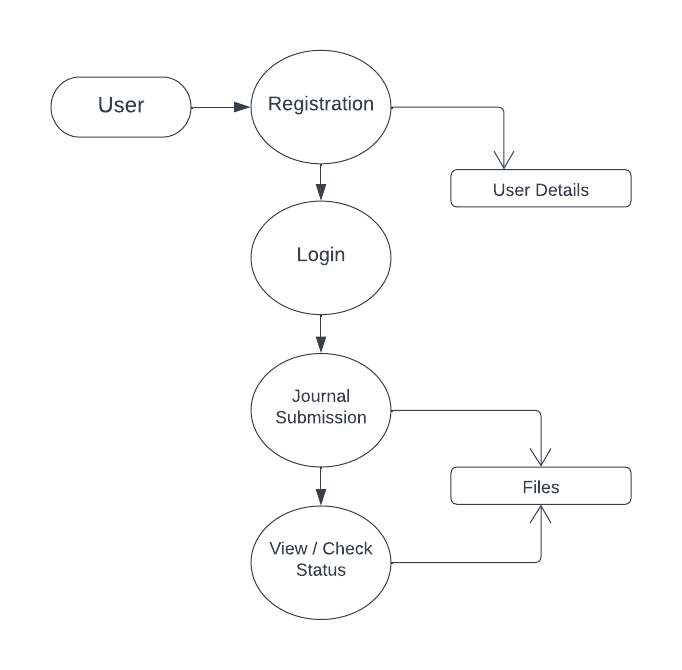 User
Registration
User Details
Login
Journal
Submission
Files
View / Check
Status